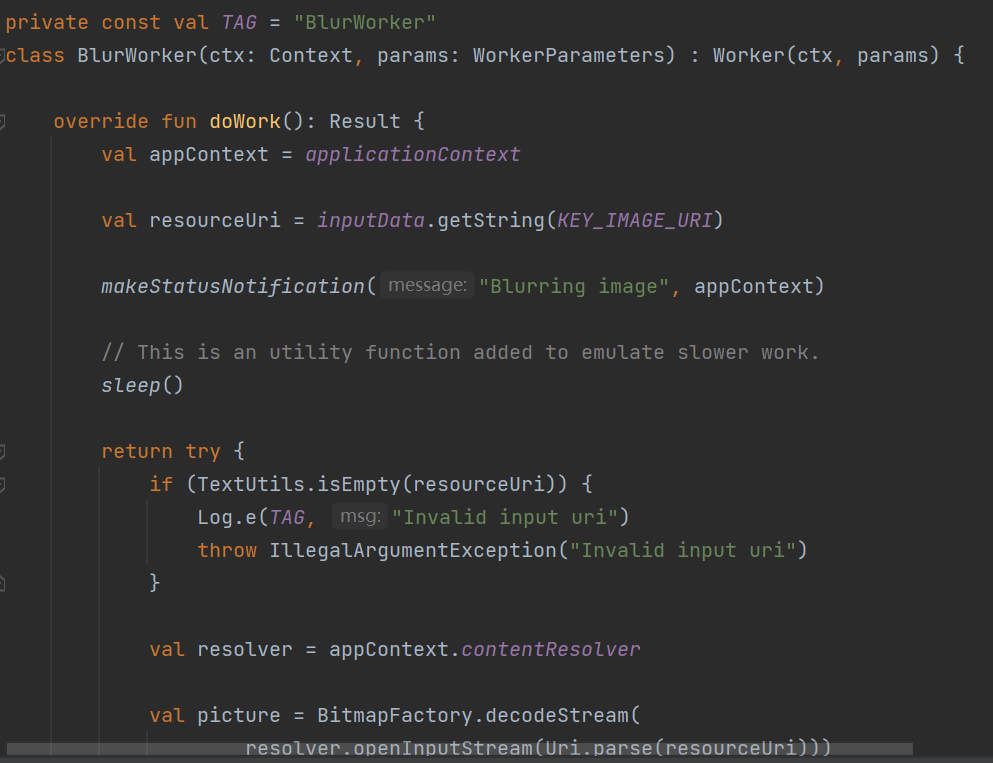 private const val TAG = "BlurWorker"
class BlurWorker(ctx: Context, params: WorkerParameters) : Worker(ctx, params) {
override fun doWork(): Result {
val appContext = applicationContext
val resourceUri = inputData.getString(KEY_IMAGE_URI)
makeStatusNotification( message: "Blurring image", appContext)
// This is an utility function added to emulate slower work.
sleep()
return try {
if (TextUtils.isEmpty(resourceUri)) {
Log.e(TAG, msg: "Invalid input uri")
throw IllegalArgumentException("Invalid input uri")
}
val resolver = appContext.contentResolver
val picture = BitmapFactory.decodeStream(
resolver.openInputStream(Uri.parse(resourceUri)))